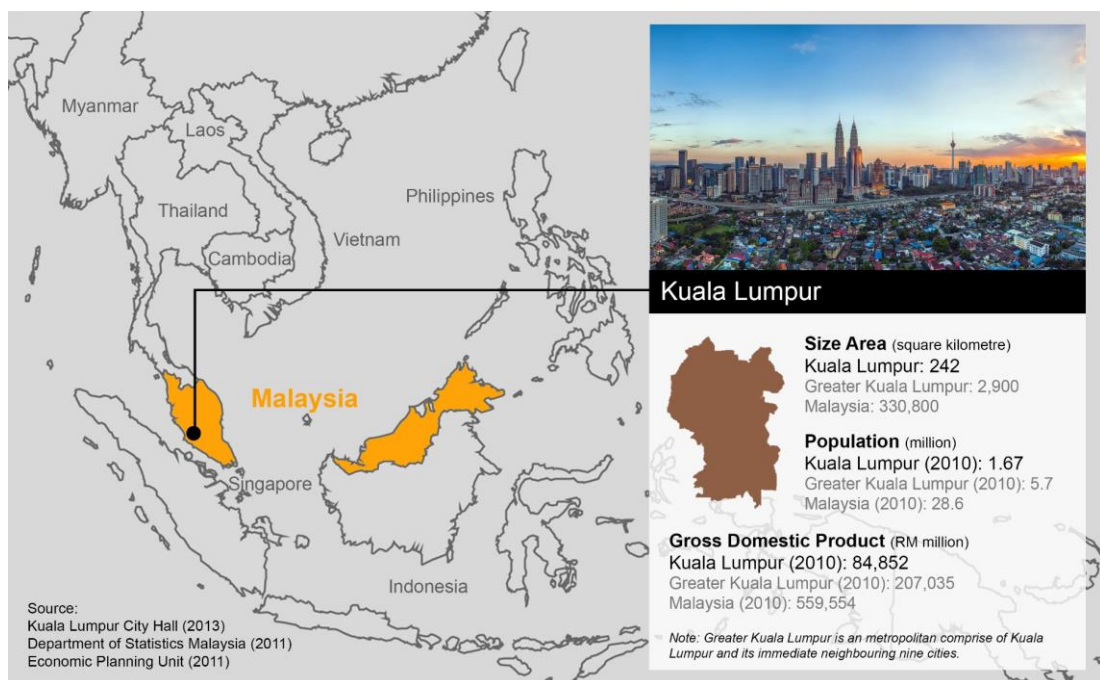 Myanmar
Laos
Thailand
Vietnam
Cambodia
Philippines
Malaysia
Singapore
Indonesia
Source:
Kuala Lumpur City Hall (2013)
Department of Statistics Malaysia (2011)
Economic Planning Unit (2011)
Kuala Lumpur
Size Area (square kilometre)
Kuala Lumpur: 242
Greater Kuala Lumpur: 2,900
Malaysia: 330,800
Population (million)
Kuala Lumpur (2010): 1.67
Greater Kuala Lumpur (2010): 5.7
Malaysia (2010): 28.6
Gross Domestic Product (RM million)
Kuala Lumpur (2010): 84,852
Greater Kuala Lumpur (2010): 207,035
Malaysia (2010): 559,554
Note: Greater Kuala Lumpur is an metropolitan comprise of Kuala
Lumpur and its immediate neighbouring nine cities.